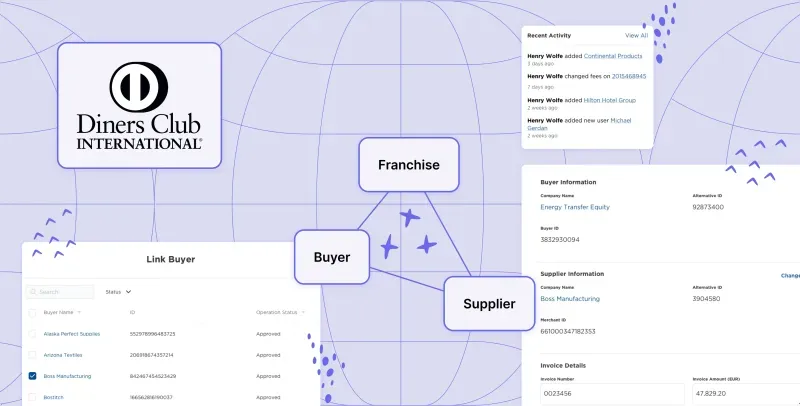 Diners Club
INTERNATIONAL®
Franchise
Buyer
Supplier
Link Buyer
Search
Status
Buyer Name
ID
Operation Status
Alaska Perfect Supplies
552978996483725
Approved
Arizona Textiles
206918674357214
Approved
Boss Manufacturing
842467454523429
Approved
Bostitch
166562816190037
Approved
Recent Activity
View All
Henry Wolfe added Continental Products
3 days ago
Henry Wolfe changed fees on 2015468945
7 days ago
Henry Wolfe added Hilton Hotel Group
2 weeks ago
Henry Wolfe added new user Michael
Gerdan
2 weeks ago
Buyer Information
Company Name
Alternative ID
Energy Transfer Equity
92873400
Buyer ID
3832930094
Supplier Information
Change
Company Name
Alternative ID
Boss Manufacturing
3904580
Merchant ID
661000347182353
Invoice Details
Invoice Number
Invoice Amount (EUR)
0023456
47,829.20